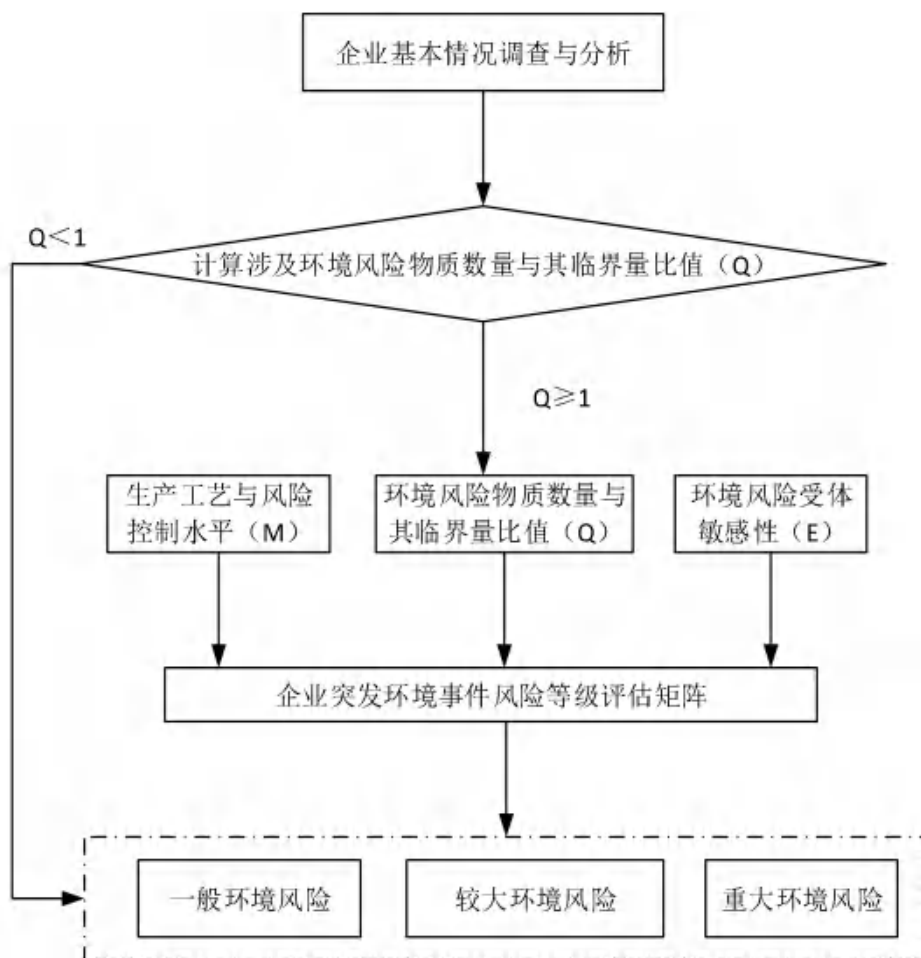 企业基本情况调查与分析
Q＜1
计算涉及环境风险物质数量与其临界量比值（Q）
Q≥1
生产工艺与风险
控制水平（M）
环境风险物质数量与
其临界量比值（Q）
环境风险受体
敏感性（E）
企业突发环境事件风险等级评估矩阵
一般环境风险
较大环境风险
重大环境风险